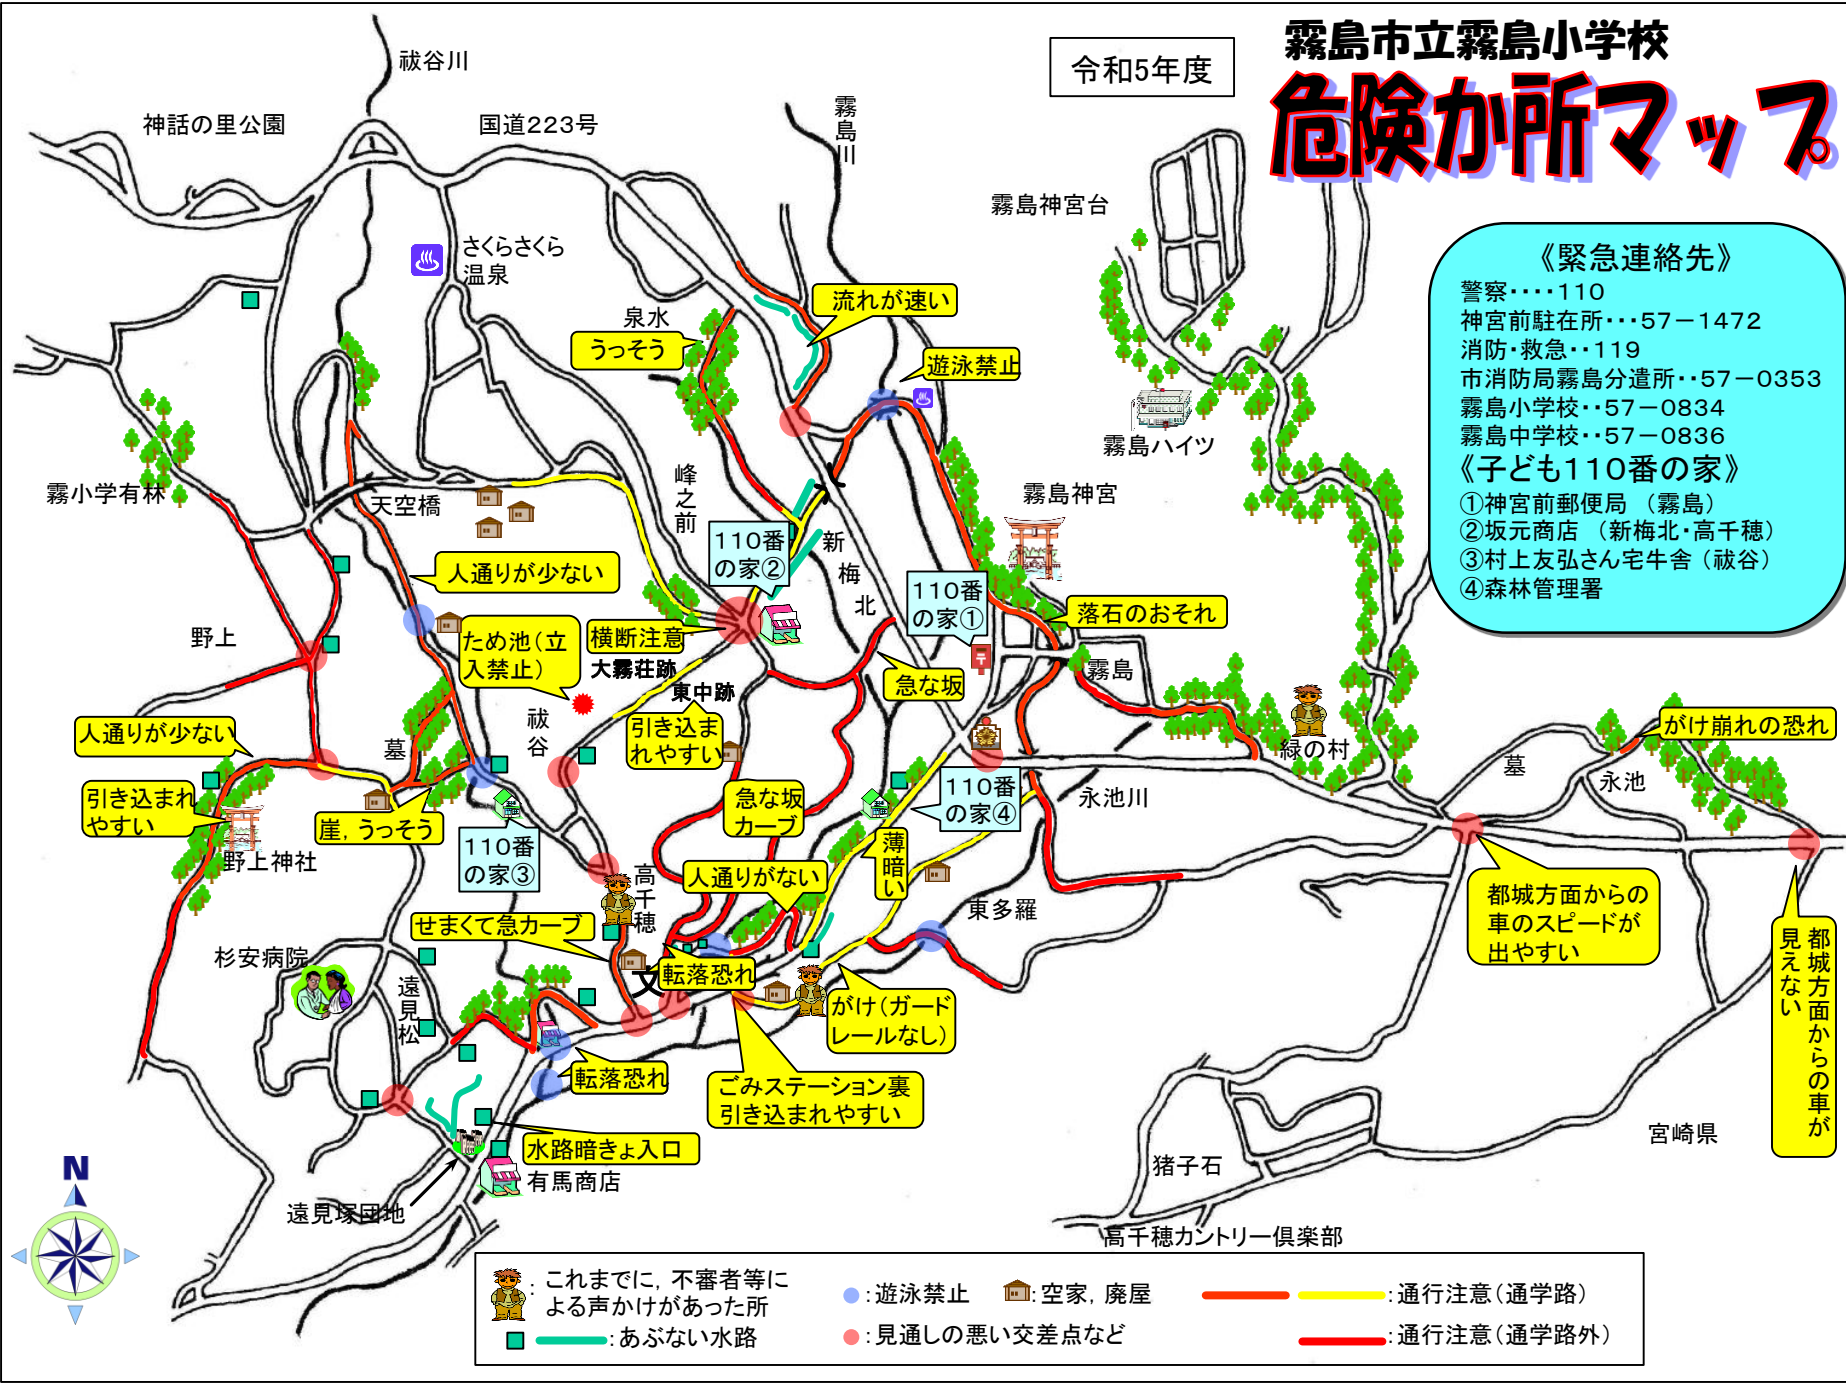 霧島市立霧島小学校
危険か所マップ
令和5年度
祓谷川
神話の里公園
国道223号
霧島川
霧島神宮台
《緊急連絡先》
警察‥‥110
神宮前駐在所‥・57－1472
消防・救急‥119
市消防局霧島分遣所‥57－0353
霧島小学校‥57－0834
霧島中学校‥57－0836
《子ども110番の家》
①神宮前郵便局 （霧島）
②坂元商店 （新梅北・高千穂）
③村上友弘さん宅牛舎 （祓谷）
④森林管理署
さくらさくら
温泉
泉水
うっそう
流れが速い
遊泳禁止
霧島ハイツ
霧小学有林
天空橋
峰之前
霧島神宮
110番
の家②
新梅北
人通りが少ない
110番
の家①
落石のおそれ
野上
ため池（立
入禁止）
横断注意
大霧荘跡
東中跡
急な坂
霧島
祓谷
引き込ま
れやすい
人通りが少ない
墓
緑の村
がけ崩れの恐れ
墓
永池
引き込まれ
やすい
崖，うっそう
急な坂
カーブ
110番
の家④
永池川
野上神社
110番
の家③
高千穂
人通りがない
薄暗い
東多羅
都城方面からの
車のスピードが
出やすい
都城方面からの車が
見えない
せまくて急カーブ
杉安病院
遠見松
文
転落恐れ
がけ（ガード
レールなし）
転落恐れ
ごみステーション裏
引き込まれやすい
水路暗きょ入口
有馬商店
宮崎県
猪子石
遠見塚団地
高千穂カントリー倶楽部
N
：これまでに，不審者等に
よる声かけがあった所
：遊泳禁止
：空家，廃屋
：通行注意（通学路）
：あぶない水路
：見通しの悪い交差点など
：通行注意（通学路外）